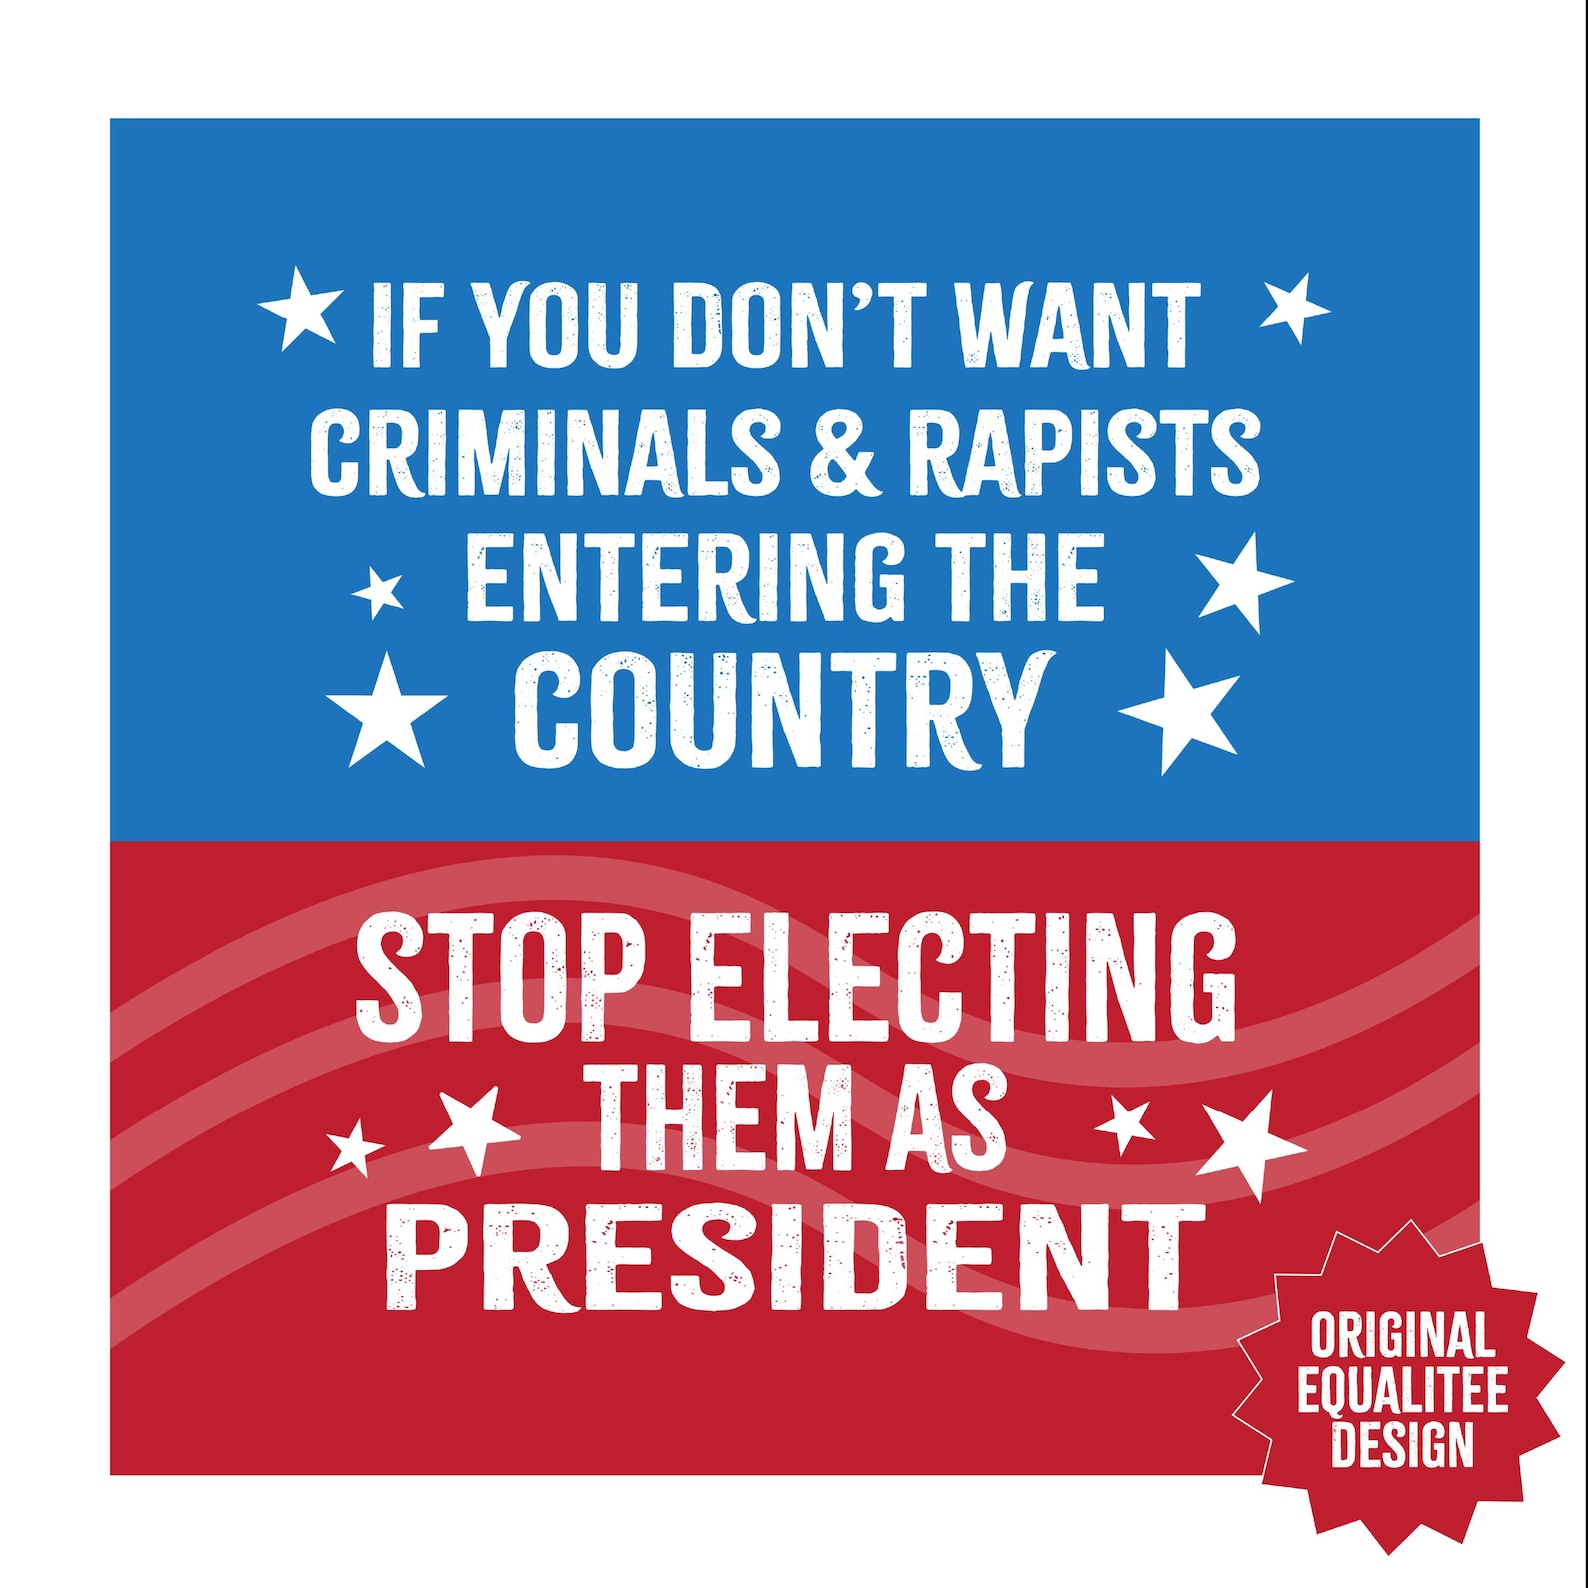 IF YOU DON’T WANT
CRIMINALS & RAPISTS
ENTERING THE
COUNTRY
STOP ELECTING
THEM AS
PRESIDENT
ORIGINAL
EQUALITEE
DESIGN